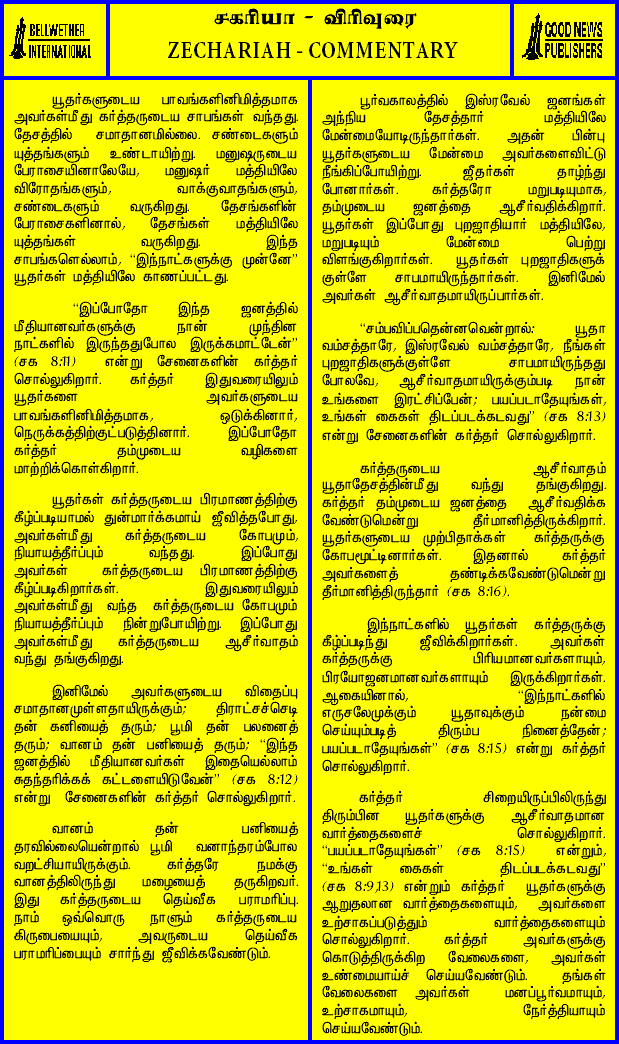 BELLWETHER
INTERNATIONAL
சகரியா - விரிவுரை
ZECHARIAH - COMMENTARY
GOOD NEWS
PUBLISHERS
யூதர்களுடைய பாவங்களினிமித்தமாக
அவர்கள்மீது கர்த்தருடைய சாபங்கள் வந்தது.
தேசத்தில் சமாதானமில்லை. சண்டைகளும்
யுத்தங்களும் உண்டாயிற்று. மனுஷருடைய
பேராசையினாலேயே, மனுஷர் மத்தியிலே
விரோதங்களும், வாக்குவாதங்களும்,
சண்டைகளும் வருகிறது. தேசங்களின்
பேராசைகளினால், தேசங்கள் மத்தியிலே
யுத்தங்கள் வருகிறது. இந்த
சாபங்களெல்லாம், “இந்நாட்களுக்கு முன்னே”
யூதர்கள் மத்தியிலே காணப்பட்டது.
“இப்போதோ இந்த ஜனத்தில்
மீதியானவர்களுக்கு நான் முந்தின
நாட்களில் இருந்ததுபோல இருக்கமாட்டேன்”
(சக 8:11) என்று சேனைகளின் கர்த்தர்
சொல்லுகிறார். கர்த்தர் இதுவரையிலும்
யூதர்களை அவர்களுடைய
பாவங்களினிமித்தமாக, ஒடுக்கினார்,
நெருக்கத்திற்குட்படுத்தினார். இப்போதோ
கர்த்தர் தம்முடைய வழிகளை
மாற்றிக்கொள்கிறார்.
யூதர்கள் கர்த்தருடைய பிரமாணத்திற்கு
கீழ்ப்படியாமல் துன்மார்க்கமாய் ஜீவித்தபோது,
அவர்கள்மீது கர்த்தருடைய கோபமும்,
நியாயத்தீர்ப்பும் வந்தது. இப்போது
அவர்கள் கர்த்தருடைய பிரமாணத்திற்கு
கீழ்ப்படிகிறார்கள். இதுவரையிலும்
அவர்கள்மீது வந்த கர்த்தருடைய கோபமும்
நியாயத்தீர்ப்பும் நின்றுபோயிற்று. இப்போது
அவர்கள்மீது கர்த்தருடைய ஆசீர்வாதம்
வந்து தங்குகிறது.
இனிமேல் அவர்களுடைய விதைப்பு
சமாதானமுள்ளதாயிருக்கும்; திராட்சச்செடி
தன் கனியைத் தரும்; பூமி தன் பலனைத்
தரும்; வானம் தன் பனியைத் தரும்; “இந்த
ஜனத்தில் மீதியானவர்கள் இதையெல்லாம்
சுதந்தரிக்கக் கட்டளையிடுவேன்” (சக 8:12)
என்று சேனைகளின் கர்த்தர் சொல்லுகிறார்.
வானம் தன் பனியைத்
தரவில்லையென்றால் பூமி வனாந்தரம்போல
வறட்சியாயிருக்கும். கர்த்தரே நமக்கு
வானத்திலிருந்து மழையைத் தருகிறவர்.
இது கர்த்தருடைய தெய்வீக பராமரிப்பு.
நாம் ஒவ்வொரு நாளும் கர்த்தருடைய
கிருபையையும், அவருடைய தெய்வீக
பராமரிப்பையும் சார்ந்து ஜீவிக்கவேண்டும்.
பூர்வகாலத்தில் இஸ்ரவேல் ஜனங்கள்
அந்நிய தேசத்தார் மத்தியிலே
மேன்மையோடிருந்தார்கள். அதன் பின்பு
யூதர்களுடைய மேன்மை அவர்களைவிட்டு
நீங்கிப்போயிற்று. ஜீதர்கள் தாழ்ந்து
போனார்கள். கர்த்தரோ மறுபடியுமாக,
தம்முடைய ஜனத்தை ஆசீர்வதிக்கிறார்.
யூதர்கள் இப்போது புறஜாதியார் மத்தியிலே,
மறுபடியும் மேன்மை பெற்று
விளங்குகிறார்கள். யூதர்கள் புறஜாதிகளுக்
குள்ளே சாபமாயிருந்தார்கள். இனிமேல்
அவர்கள் ஆசீர்வாதமாயிருப்பார்கள்.
“சம்பவிப்பதென்னவென்றால்: யூதா
வம்சத்தாரே, இஸ்ரவேல் வம்சத்தாரே, நீங்கள்
புறஜாதிகளுக்குள்ளே சாபமாயிருந்தது
போலவே, ஆசீர்வாதமாயிருக்கும்படி நான்
உங்களை இரட்சிப்பேன்; பயப்படாதேயுங்கள்,
உங்கள் கைகள் திடப்படக்கடவது” (சக 8:13)
என்று சேனைகளின் கர்த்தர் சொல்லுகிறார்.
கர்த்தருடைய ஆசீர்வாதம்
யூதாதேசத்தின்மீது வந்து தங்குகிறது.
கர்த்தர் தம்முடைய ஜனத்தை ஆசீர்வதிக்க
வேண்டுமென்று தீர்மானித்திருக்கிறார்.
யூதர்களுடைய முற்பிதாக்கள் கர்த்தருக்கு
கோபமூட்டினார்கள். இதனால் கர்த்தர்
அவர்களைத் தண்டிக்கவேண்டுமென்று
தீர்மானித்திருந்தார் (சக 8:16).
இந்நாட்களில் யூதர்கள் கர்த்தருக்கு
கீழ்ப்படிந்து ஜீவிக்கிறார்கள். அவர்கள்
கர்த்தருக்கு பிரியமானவர்களாயும்,
பிரயோஜனமானவர்களாயும் இருக்கிறார்கள்.
ஆகையினால், “இந்நாட்களில்
எருசலேமுக்கும் யூதாவுக்கும் நன்மை
செய்யும்படித் திரும்ப நினைத்தேன்;
பயப்படாதேயுங்கள்” (சக 8:15) என்று கர்த்தர்
சொல்லுகிறார்.
கர்த்தர் சிறையிருப்பிலிருந்து
திரும்பின யூதர்களுக்கு ஆசீர்வாதமான
வார்த்தைகளைச் சொல்லுகிறார்.
“பயப்படாதேயுங்கள்” (சக 8:15) என்றும்,
“உங்கள் கைகள் திடப்படக்கடவது”
(சக 8:9,13) என்றும் கர்த்தர் யூதர்களுக்கு
ஆறுதலான வார்த்தைகளையும், அவர்களை
உற்சாகப்படுத்தும் வார்த்தைகளையும்
சொல்லுகிறார். கர்த்தர் அவர்களுக்கு
கொடுத்திருக்கிற வேலைகளை, அவர்கள்
உண்மையாய்ச் செய்யவேண்டும். தங்கள்
வேலைகளை அவர்கள் மனப்பூர்வமாயும்,
உற்சாகமாயும், நேர்த்தியாயும்
செய்யவேண்டும்.